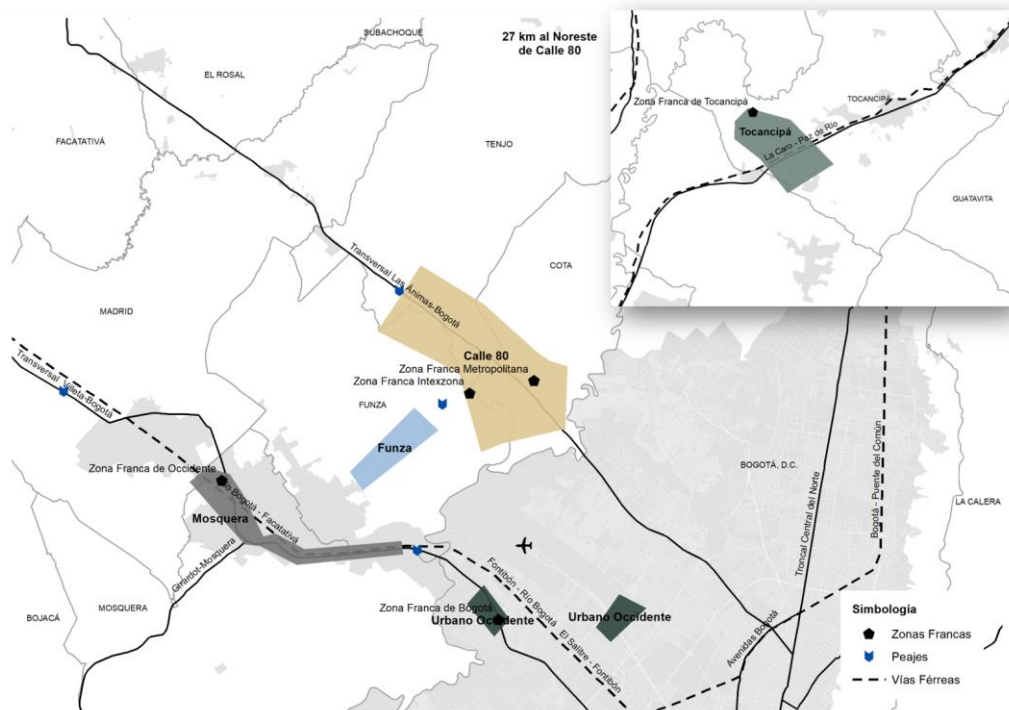 SUBACHOQUE
27 km al Noreste
de Calle 80
EL ROSAL
FACATATIVÁ
TENJO
Zona Franca de Tocancipá
TOCANCIPÁ
Tocancipá
La Caro - Paz de Rio
GUATAVITA
COTA
Transversal Las Ánimas-Bogotá
MADRID
Transversal Villeta-Bogotá
Calle 80
Zona Franca Metropolitana
Zona Franca Intexzona
FUNZA
Funza
Zona Franca de Occidente
Bogotá - Facatativá
Mosquera
Girardot-Mosquera
BOJACÁ
MOSQUERA
BOGOTÁ, D.C.
Troncal Central del Norte
Bogotá - Puente del Común
LA CALERA
Fontibón - Río Bogotá
El Salitre - Fontibón
Zona Franca de Bogotá
Urbano Occidente
Urbano Occidente
Avenidas Bogotá
Simbología
Zonas Francas
Peajes
Vías Férreas